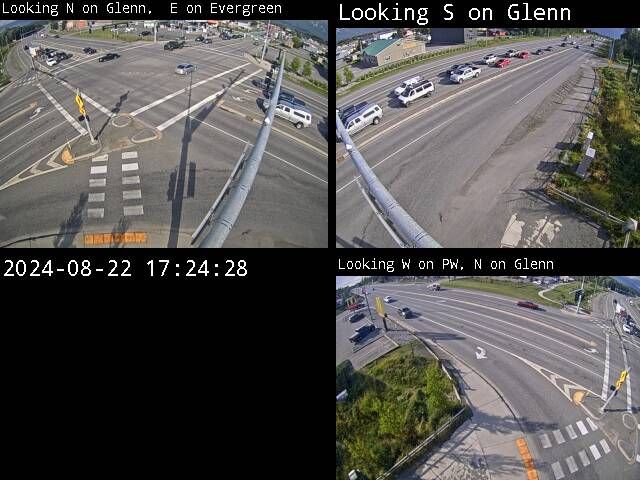 Looking N on Glenn,  E on Evergreen
Looking S on Glenn
2024-08-22 17:24:28
Looking W on PW, N on Glenn